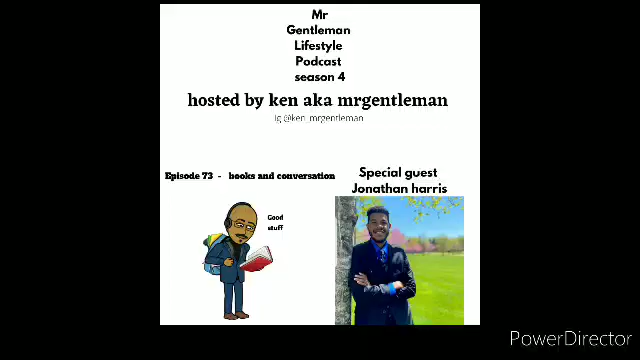 Mr
Gentleman
Lifestyle
Podcast
season 4
hosted by ken aka mrgentleman
ig @ken_mrgentleman
Episode 73 - books and conversation
Special guest
Jonathan harris
Good
stuff
PowerDirector